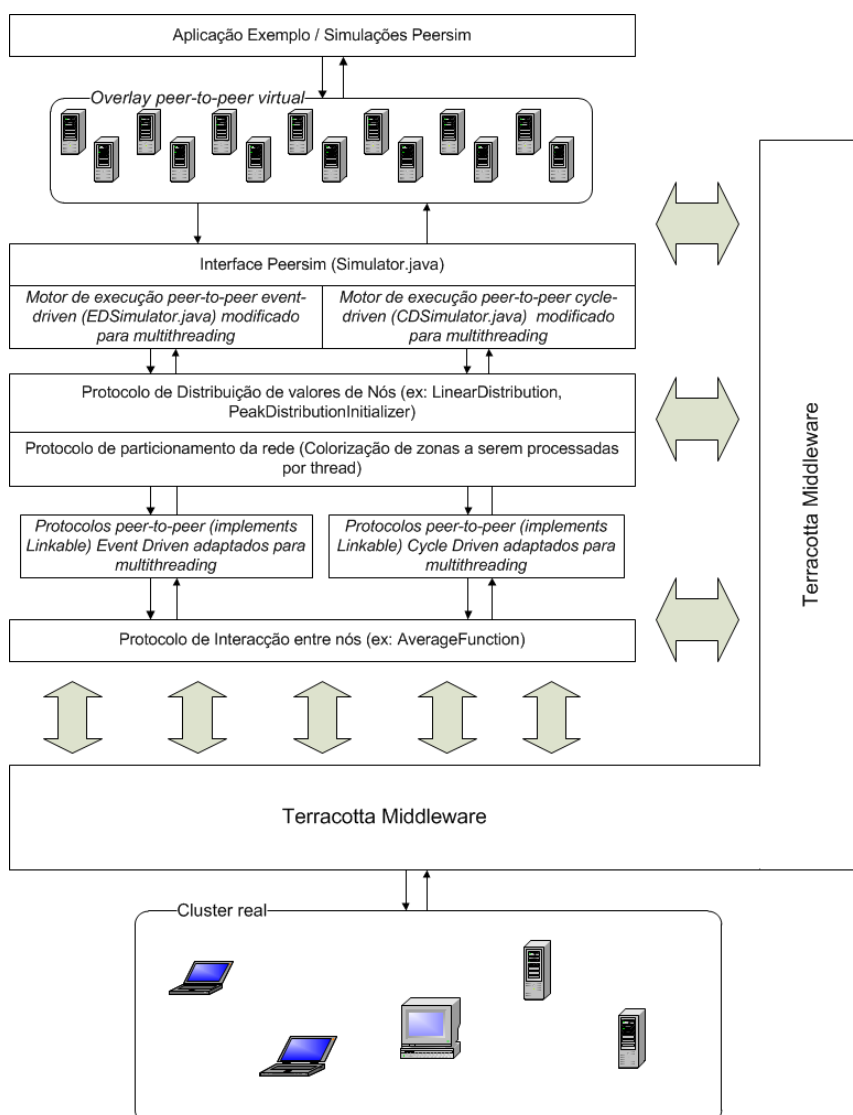 Aplicação Exemplo / Simulações Peersim
Overlay peer-to-peer virtual
Interface Peersim (Simulator.java)
Motor de execução peer-to-peer event-
driven (EDSimulator.java) modificado
para multithreading
Motor de execução peer-to-peer cycle-
driven (CDSimulator.java)  modificado
para multithreading
Protocolo de Distribuição de valores de Nós (ex: LinearDistribution,
PeakDistributionInitializer)
Protocolo de particionamento da rede (Colorização de zonas a serem processadas
por thread)
Protocolos peer-to-peer (implements
Linkable) Event Driven adaptados para
multithreading
Protocolos peer-to-peer (implements
Linkable) Cycle Driven adaptados para
multithreading
Protocolo de Interacção entre nós (ex: AverageFunction)
Terracotta Middleware
Terracotta Middleware
Cluster real